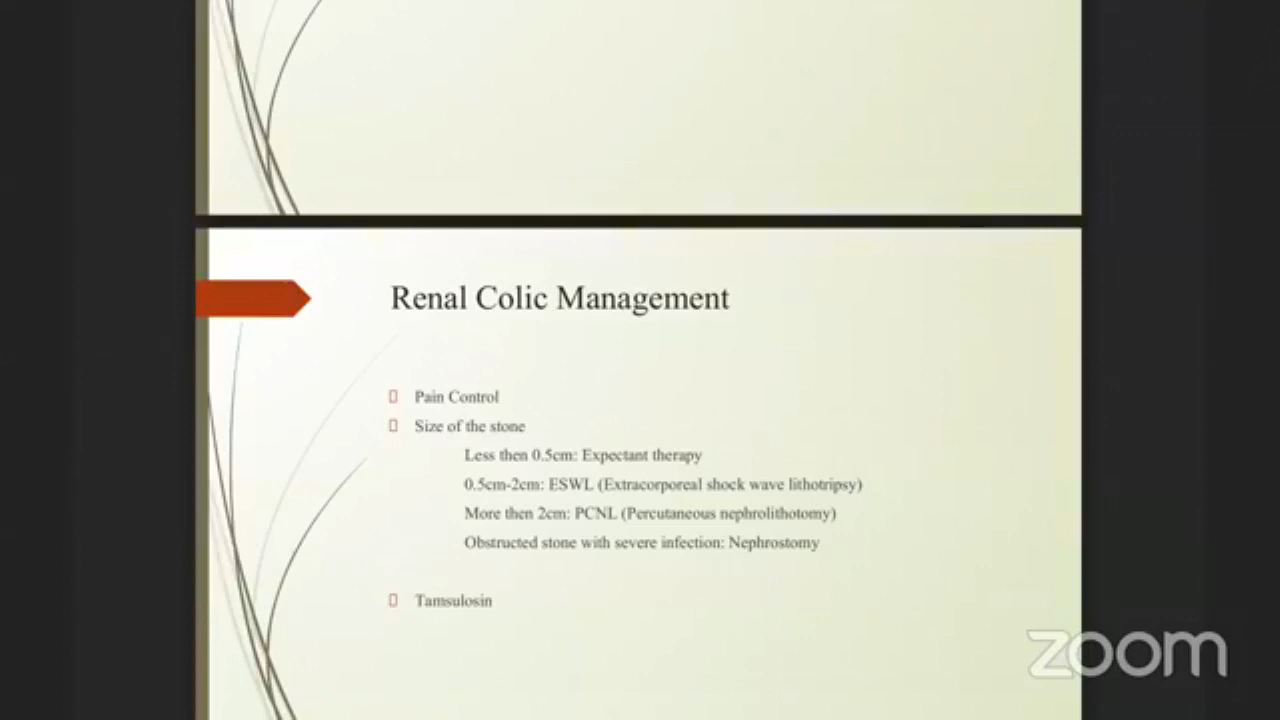 Renal Colic Management
Pain Control
Size of the stone
Less then 0.5cm: Expectant therapy
0.5cm-2cm: ESWL (Extracorporeal shock wave lithotripsy)
More then 2cm: PCNL (Percutaneous nephrolithotomy)
Obstructed stone with severe infection: Nephrostomy
Tamsulosin
zoom